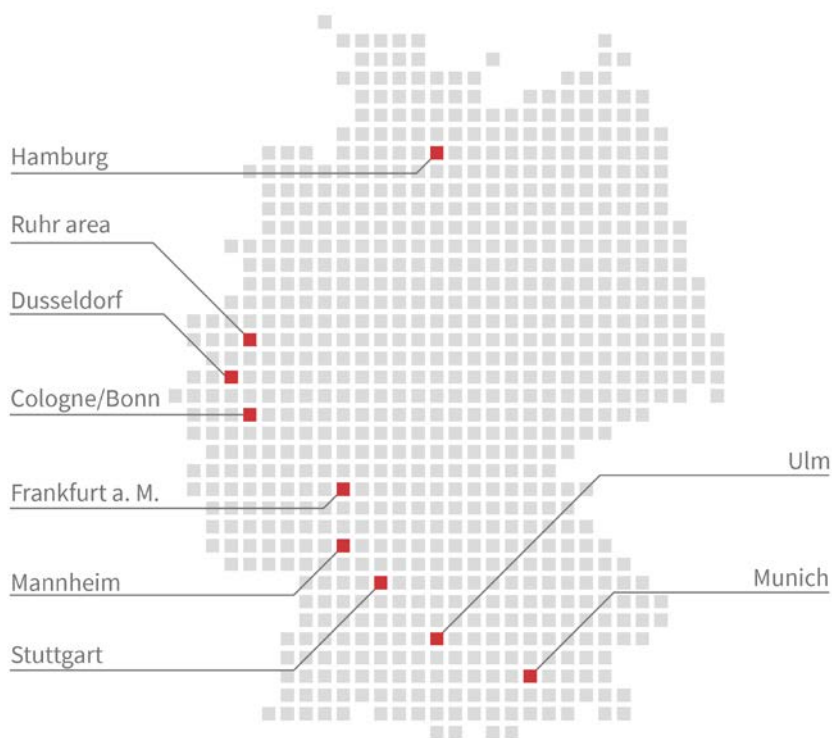 Hamburg
Ruhr area
Dusseldorf
Cologne/Bonn
Frankfurt a. M.
Mannheim
Stuttgart
Ulm
Munich